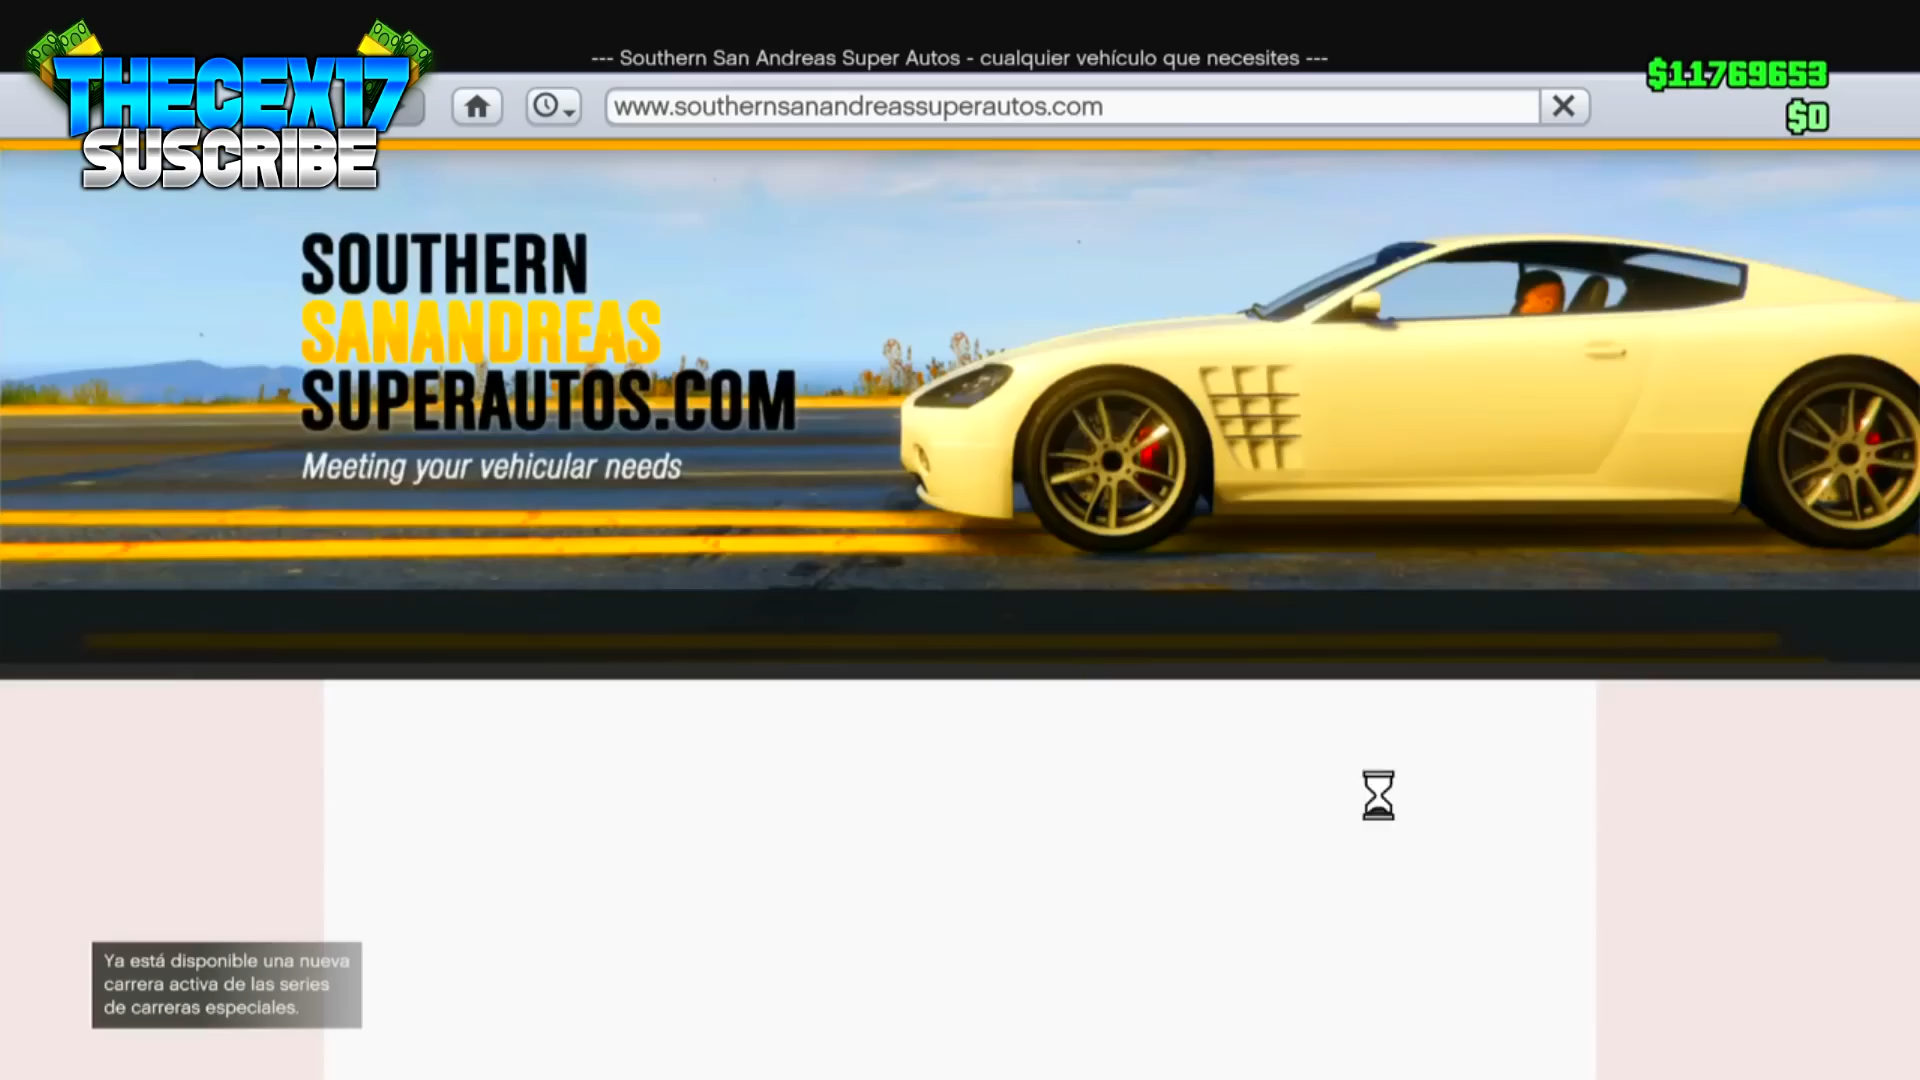 --- Southern San Andreas Super Autos - cualquier vehículo que necesites ---
THECEX17
SUSCRIBE
www.southernsanandreassuperautos.com
$11769653
$0
SOUTHERN
SANANDREAS
SUPERAUTOS.COM
Meeting your vehicular needs
Ya está disponible una nueva
carrera activa de las series
de carreras especiales.